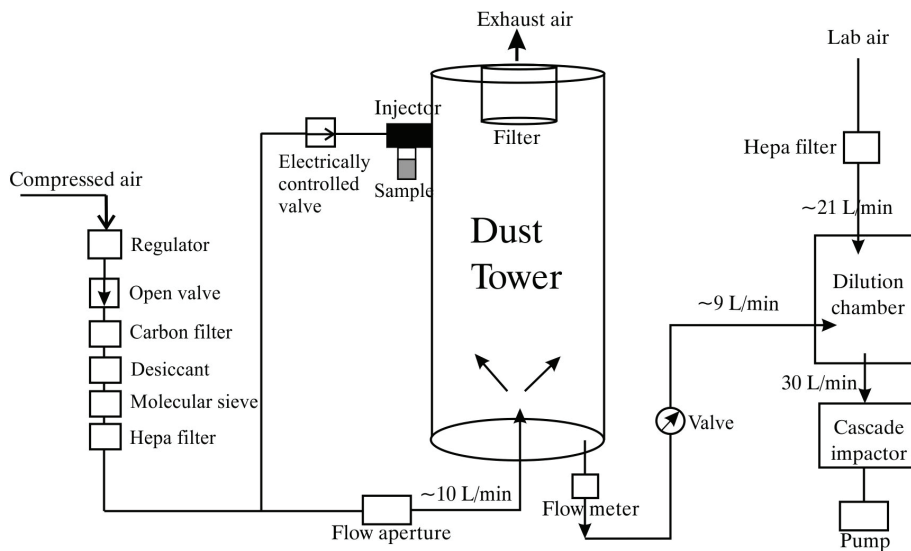 Exhaust air
Lab air
Injector
Filter
Hepa filter
Electrically
controlled
valve
Sample
Compressed air
~21 L/min
Regulator
Dust
Tower
Open valve
Dilution
chamber
~9 L/min
Carbon filter
Desiccant
30 L/min
Molecular sieve
Valve
Hepa filter
Cascade
impactor
~10 L/min
Flow meter
Flow aperture
Pump